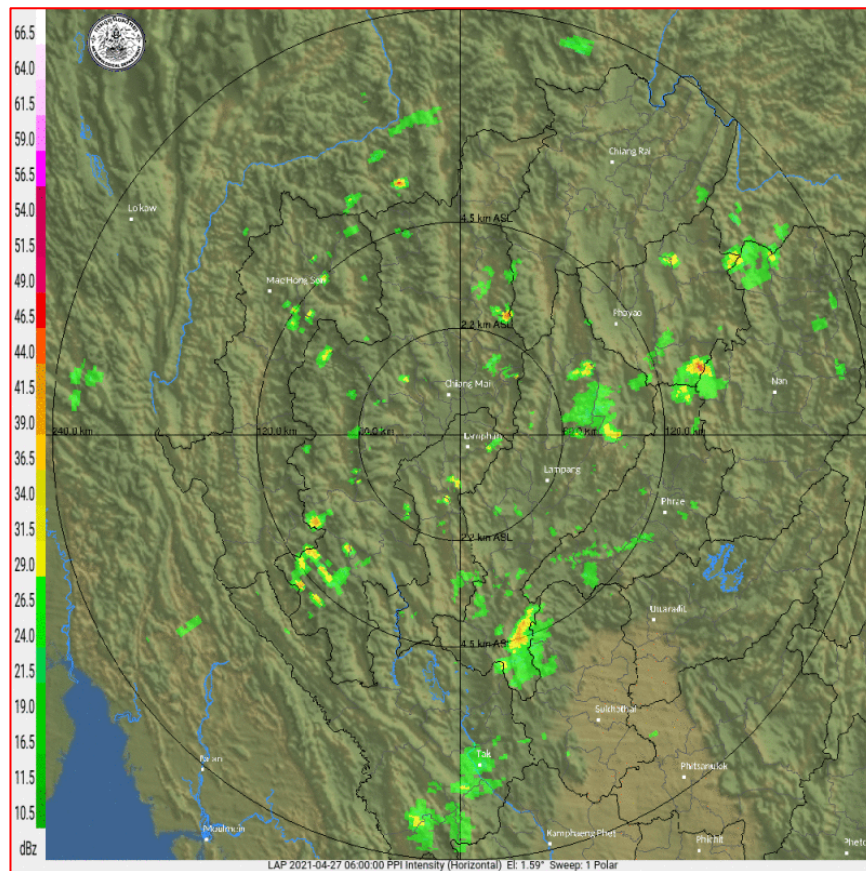 66.5
64.0
61.5
59.0
56.5
54.0
51.5
49.0
46.5
44.0
41.5
39.0
36.5
34.0
31.5
29.0
26.5
24.0
21.5
19.0
16.5
11.5
10.5
dBz
Chiang Rai
Loikaw
4.5 km ASL
Mae Hong Son
Phayao
2.2 km ASL
Chiang Mai
Nan
240.0 km
120.0 km
120.0 km
Lamphun
Lampang
Phrae
2.2 km ASL
4.5 km ASL
Sukhothai
Tak
Pa'an
Phitsanulok
Moulmein
Kamphaeng Phet
Phichit
LAP 2021-04-27 06:00:00 PPI Intensity (Horizontal) El: 1.59° Sweep: 1 Polar